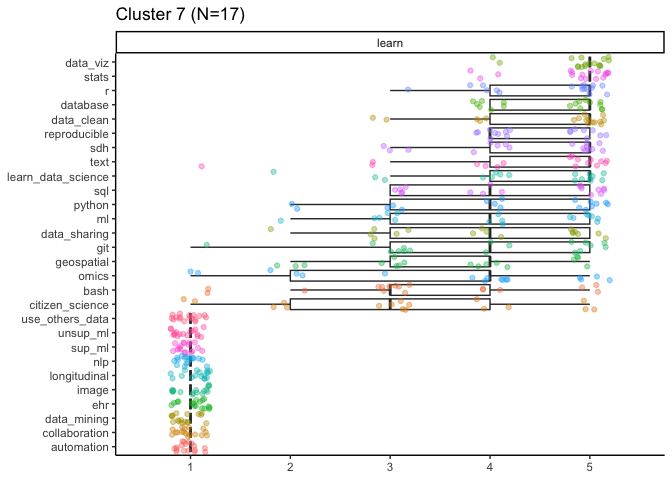 Cluster 7 (N=17)
learn
data_viz
stats
r
database
data_clean
reproducible
sdh
text
learn_data_science
sql
python
ml
data_sharing
git
geospatial
omics
bash
citizen_science
use_others_data
unsup_ml
sup_ml
nlp
longitudinal
image
ehr
data_mining
collaboration
automation
1 2 3 4 5